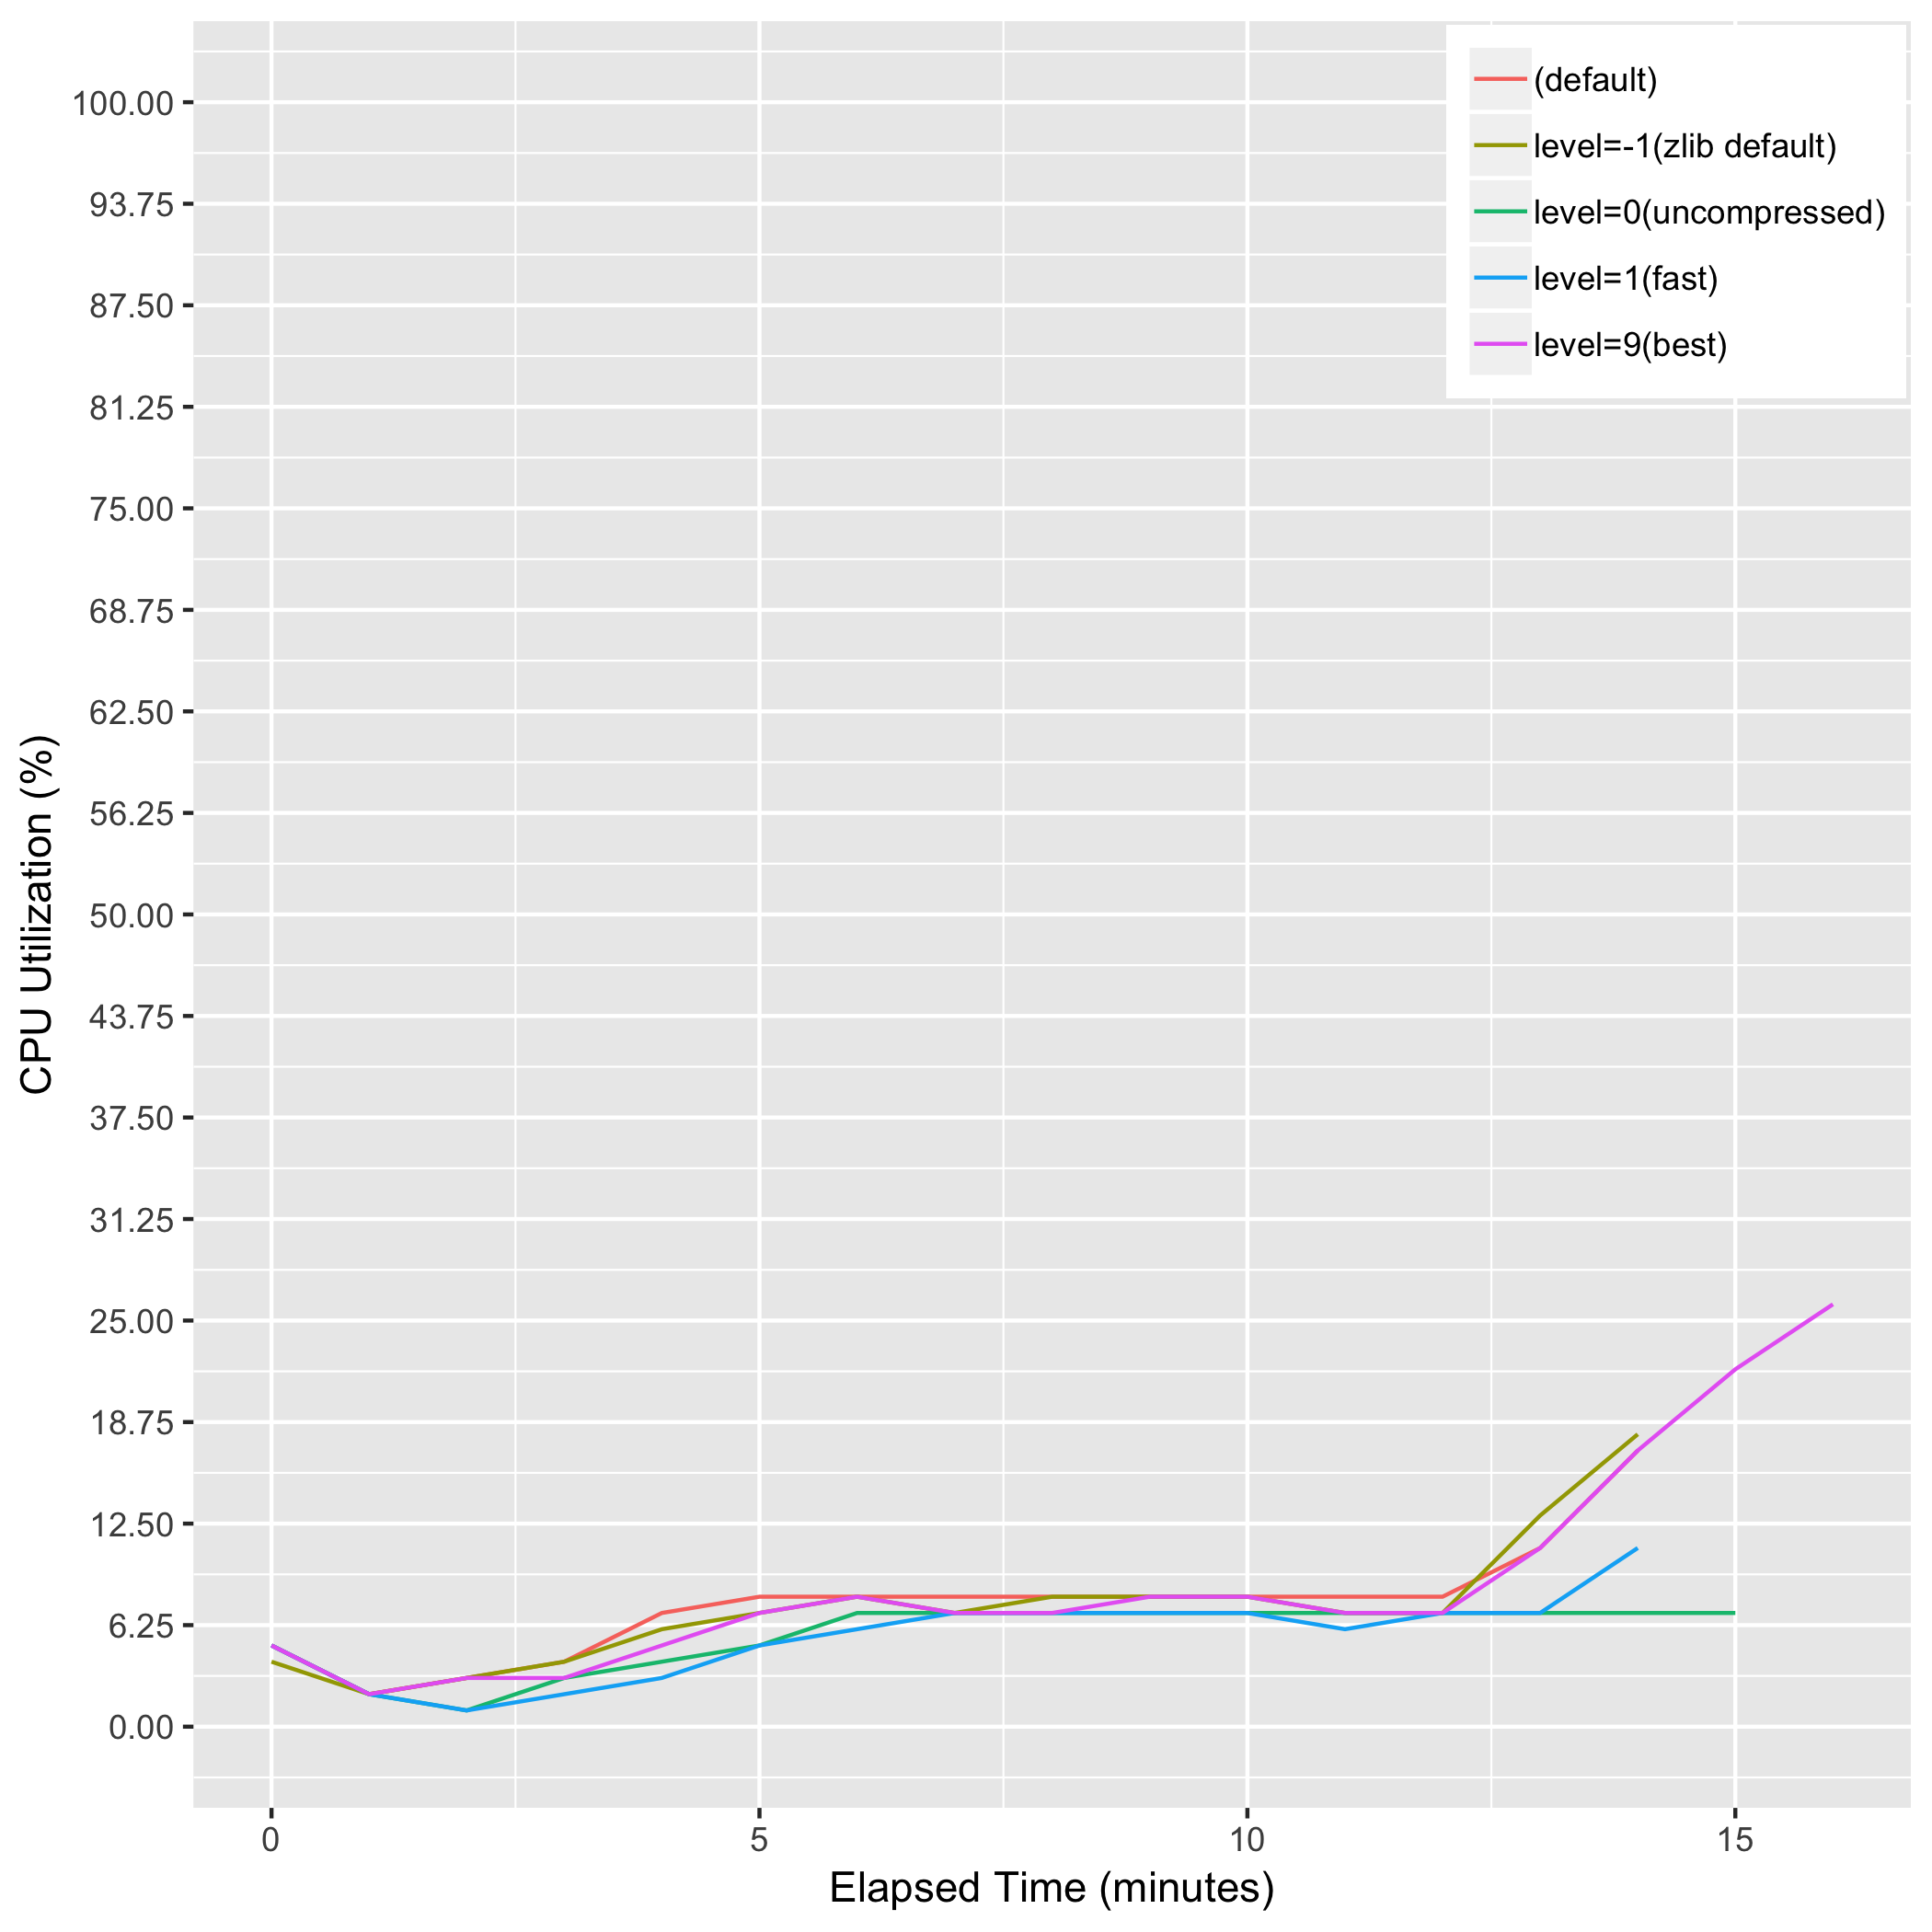 (default)
level=-1(zlib default)
level=0(uncompressed)
level=1(fast)
level=9(best)
100.00
93.75
87.50
81.25
75.00
68.75
62.50
56.25
50.00
43.75
37.50
31.25
25.00
18.75
12.50
6.25
0.00
CPU Utilization (%)
0 5 10 15
Elapsed Time (minutes)